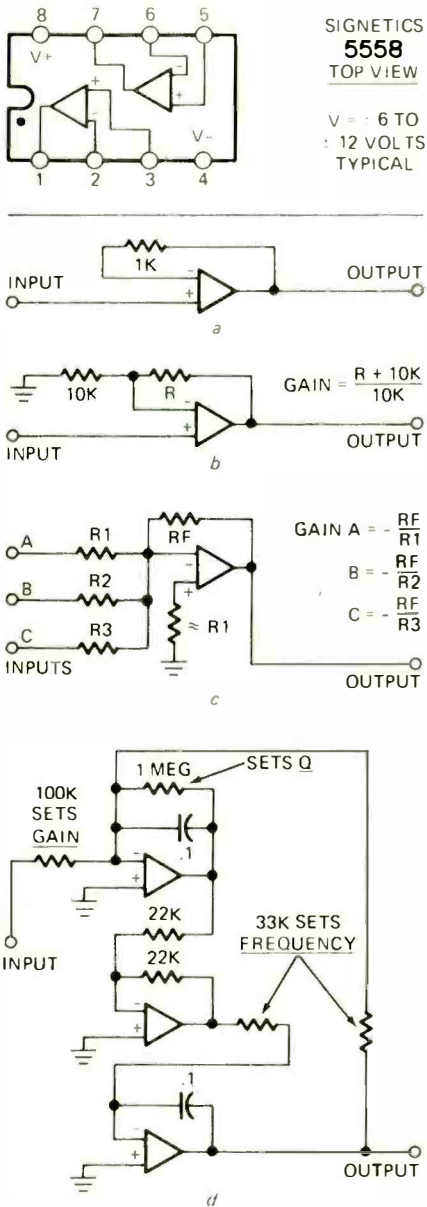 8 7 6 5
V+
V-
1 2 3 4
SIGNETICS
5558
TOP VIEW
V = 6 TO
12 VOLTS
TYPICAL
1K
INPUT
OUTPUT
a
10K
R
GAIN = R + 10K
10K
INPUT
OUTPUT
b
A
R1
RF
GAIN A = - RF
R1
B
R2
B = - RF
R2
C
R3
≈ R1
C = - RF
R3
INPUTS
OUTPUT
c
1 MEG
SETS Q
100K
SETS
GAIN
.1
22K
22K
33K SETS
FREQUENCY
INPUT
.1
OUTPUT
d